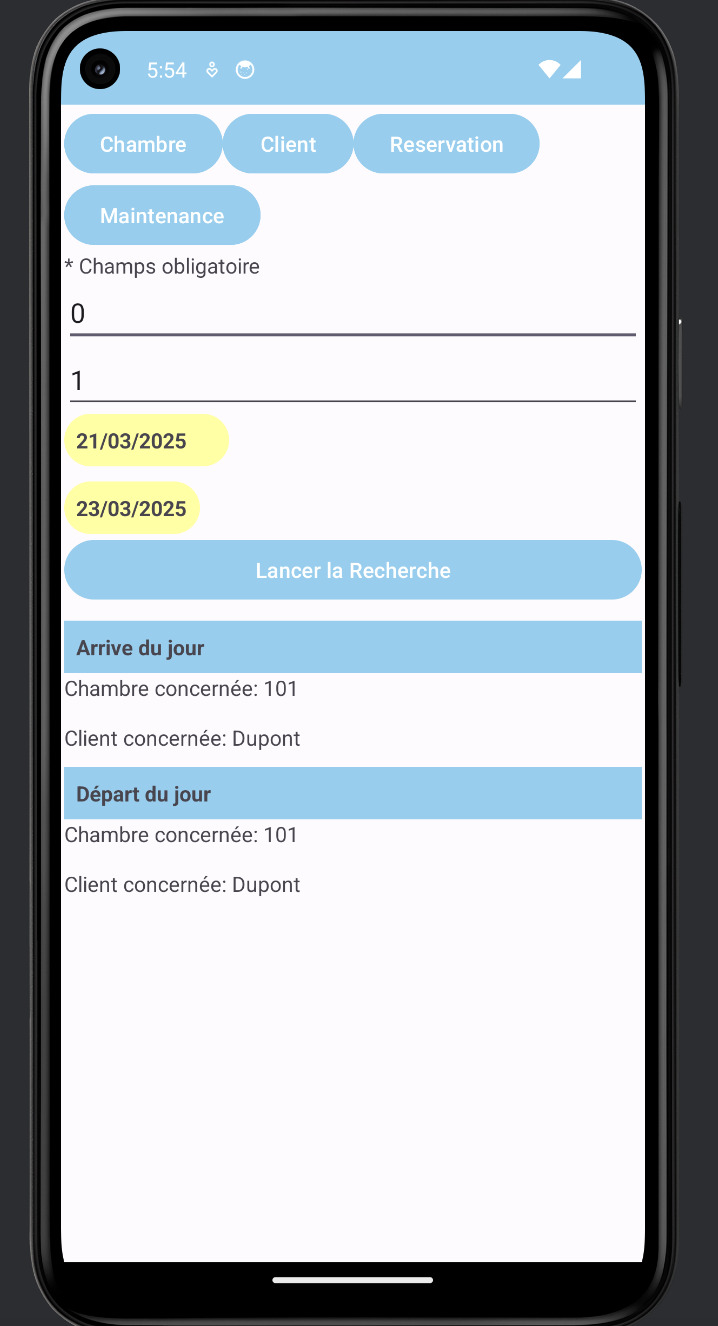 5:54
Chambre Client Reservation
Maintenance
* Champs obligatoire
0
1
21/03/2025
23/03/2025
Lancer la Recherche
Arrive du jour
Chambre concernée: 101
Client concernée: Dupont
Départ du jour
Chambre concernée: 101
Client concernée: Dupont